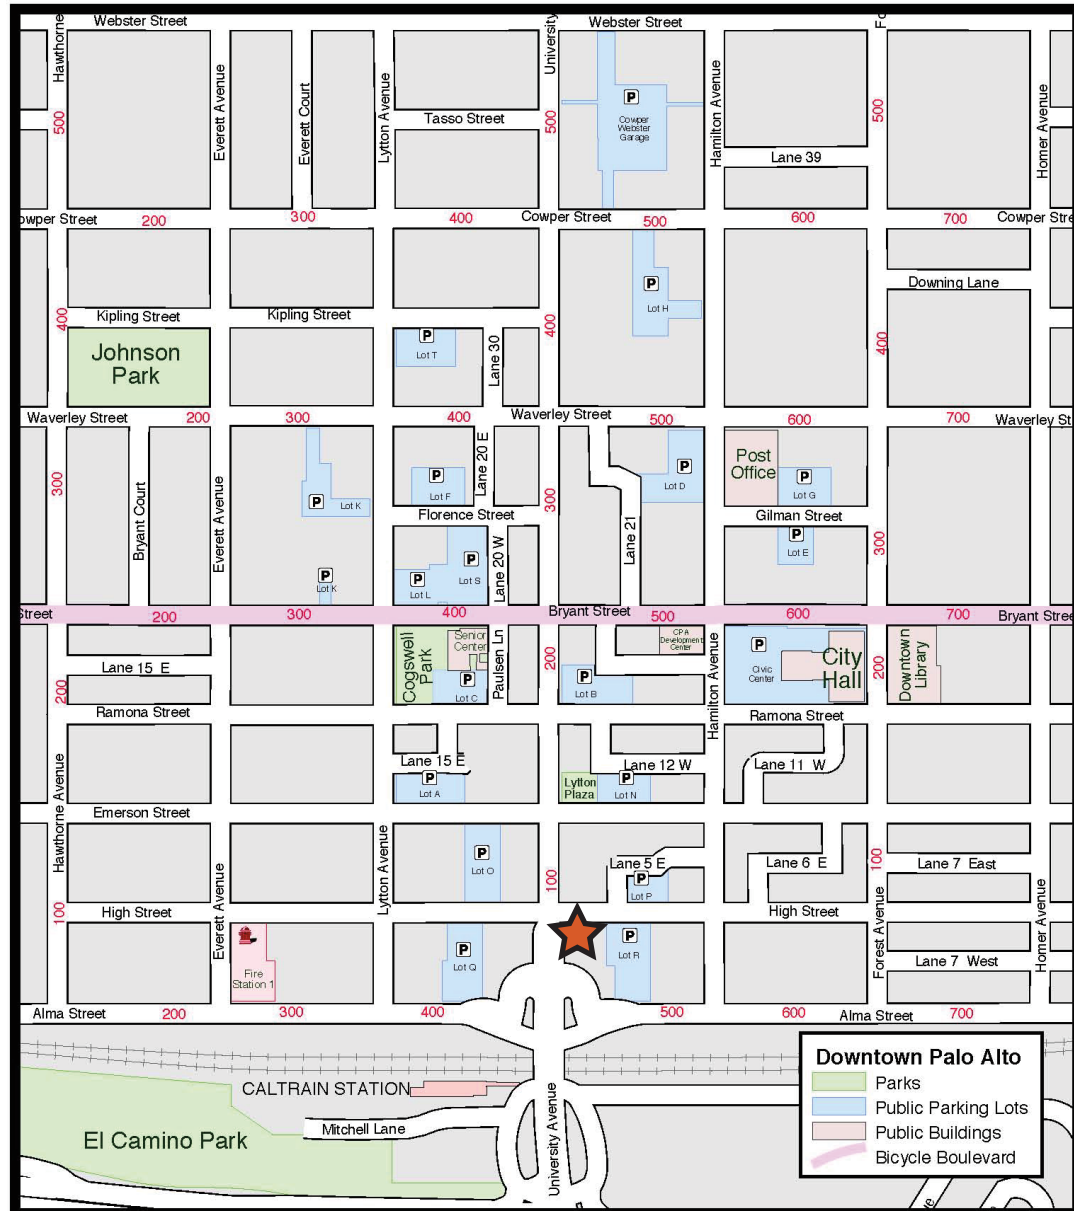 Webster Street
Webster Street
Hawthorne
500
Everett Avenue
Everett Court
Lytton Avenue
Tasso Street
University
500
P
Cowper
Webster
Garage
Hamilton Avenue
Lane 39
Fo
500
Homer Avenue
owper Street
200
300
400
Cowper Street
500
600
700
Cowper Stre
400
Kipling Street
Kipling Street
Johnson
Park
P
Lot T
Lane 30
400
P
Lot H
400
Downing Lane
Waverley Street
200
300
400
Waverley Street
500
600
700
Waverley St
300
Bryant Court
Everett Avenue
P
Lot K
P
Lot K
P
Lot F
Lane 20 E
Florence Street
P
Lot S
P
Lot L
Lane 20 W
300
Lane 21
P
Lot D
Post
Office
P
Lot G
Gilman Street
P
Lot E
300
Street
200
300
400
Bryant Street
500
600
700
Bryant Stree
Lane 15 E
200
Cogswell
Park
Senior
Center
P
Lot C
Paulsen Ln
200
P
Lot B
CPA
Development
Center
Hamilton Avenue
P
Civic
Center
City
Hall
200
Downtown
Library
Ramona Street
Ramona Street
Hawthorne Avenue
Lane 15 E
P
Lot A
Lane 12 W
Lytton
Plaza
P
Lot N
Lane 11 W
Emerson Street
Lytton Avenue
P
Lot O
100
Lane 5 E
P
Lot P
Lane 6 E
100
Lane 7 East
High Street
High Street
100
Everett Avenue
Fire
Station 1
P
Lot Q
P
Lot R
Forest Avenue
Lane 7 West
Homer Avenue
Alma Street
200
300
400
500
600
Alma Street
700
CALTRAIN STATION
Mitchell Lane
El Camino Park
University Avenue
Downtown Palo Alto
Parks
Public Parking Lots
Public Buildings
Bicycle Boulevard
ue